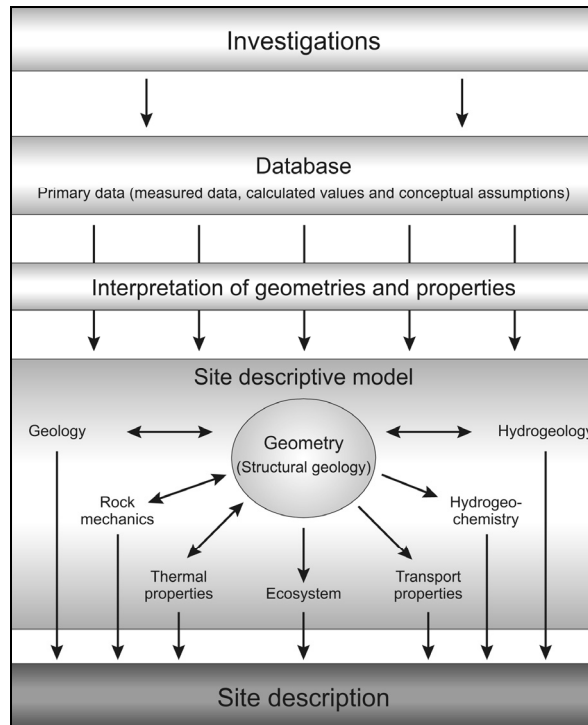 Investigations
Database
Primary data (measured data, calculated values and conceptual assumptions)
Interpretation of geometries and properties
Site descriptive model
Geology
Geometry
(Structural geology)
Hydrogeology
Rock
mechanics
Hydrogeo-
chemistry
Thermal
properties
Ecosystem
Transport
properties
Site description